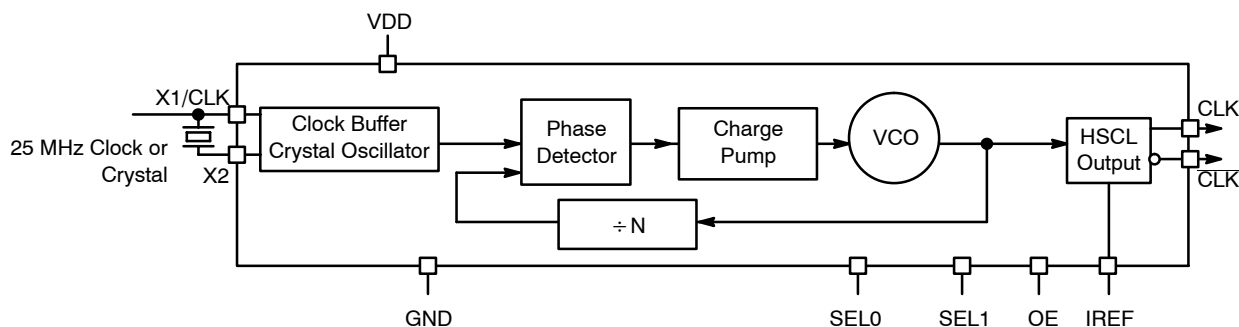 VDD
X1/CLK
25 MHz Clock or
Crystal
X2
Clock Buffer
Crystal Oscillator
Phase
Detector
Charge
Pump
VCO
HSCL
Output
CLK
CLK
÷N
GND
SEL0
SEL1
OE
IREF